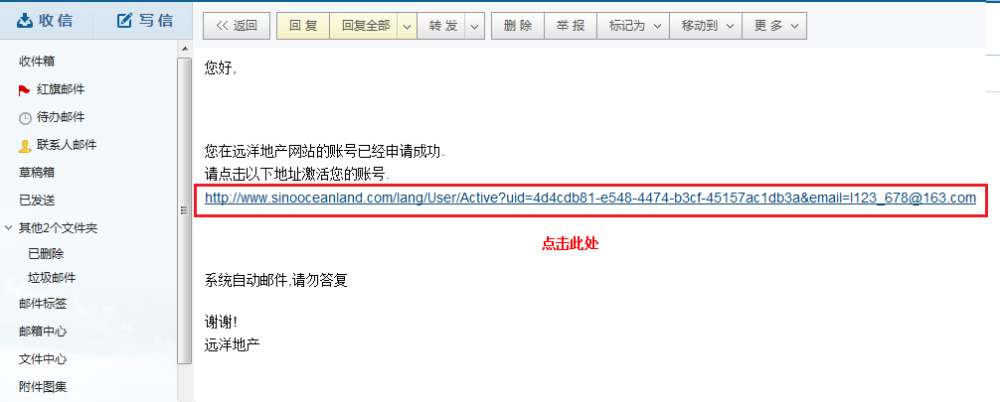 收信 写信
<< 返回 回复 回复全部 转发 删除 举报 标记为 移动到 更多
收件箱
红旗邮件
待办邮件
联系人邮件
草稿箱
已发送
其他2个文件夹
已删除
垃圾邮件
邮件标签
邮箱中心
文件中心
附件图集
您好,
您在远洋地产网站的账号已经申请成功.
请点击以下地址激活您的账号.
http://www.sinooceanland.com/lang/User/Active?uid=4d4cdb81-e548-4474-b3cf-45157ac1db3a&email=l123_678@163.com
点击此处
系统自动邮件,请勿答复
谢谢!
远洋地产